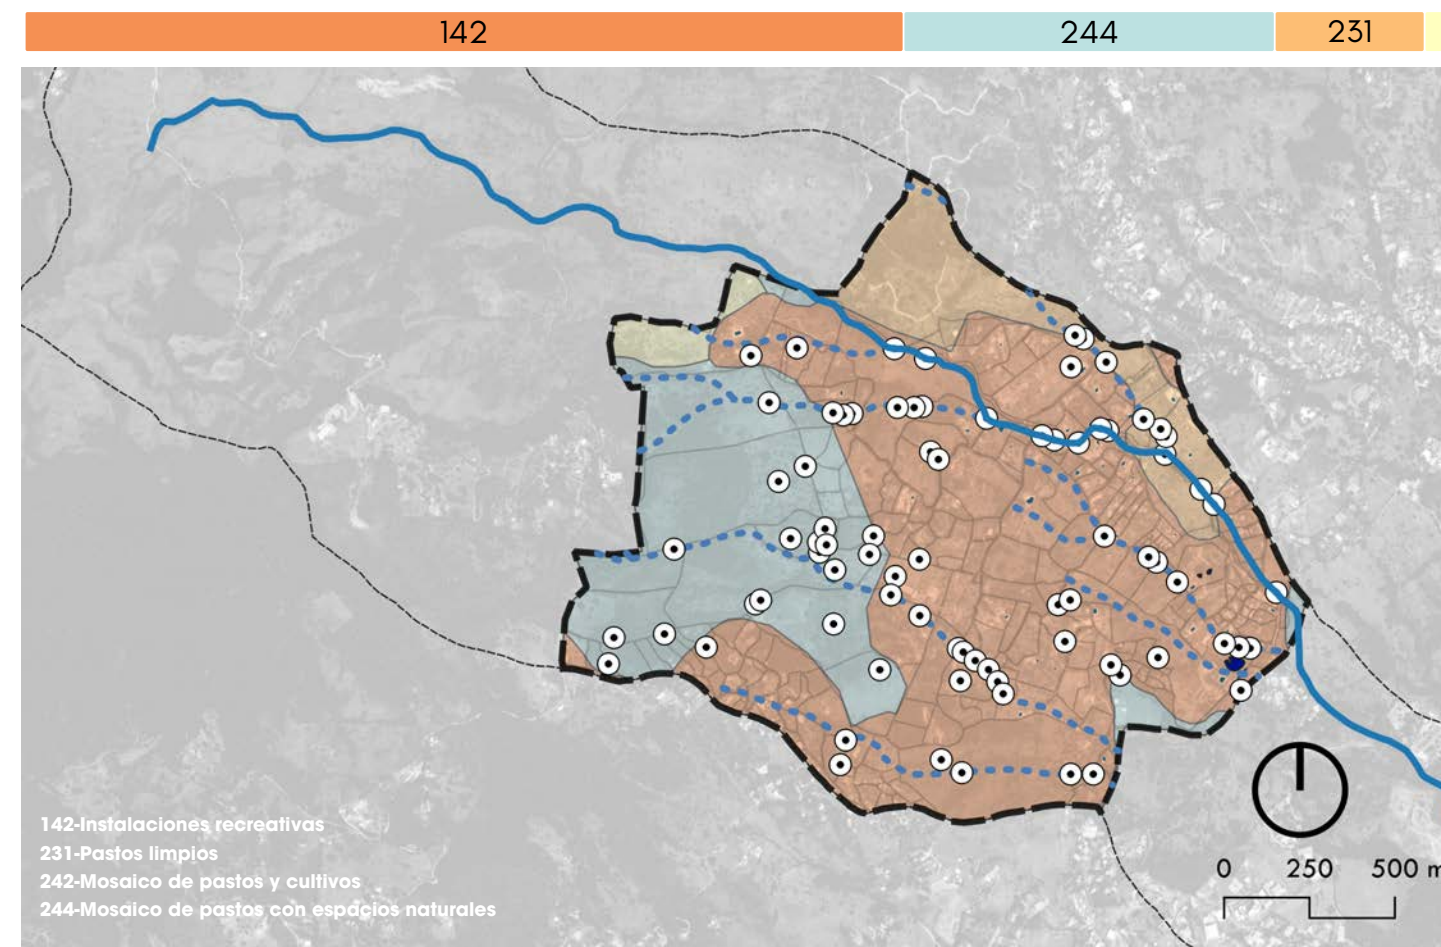 142
244
231
142-Instalaciones recreativas
231-Pastos limpios
242-Mosaico de pastos y cultivos
244-Mosaico de pastos con espacios naturales
0 250 500 m